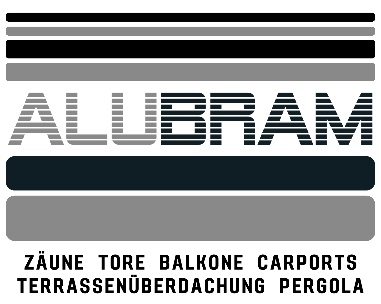 ALUBRAM
ZÄUNE TORE BALKONE CARPORTS
TERRASSENÜBERDACHUNG PERGOLA